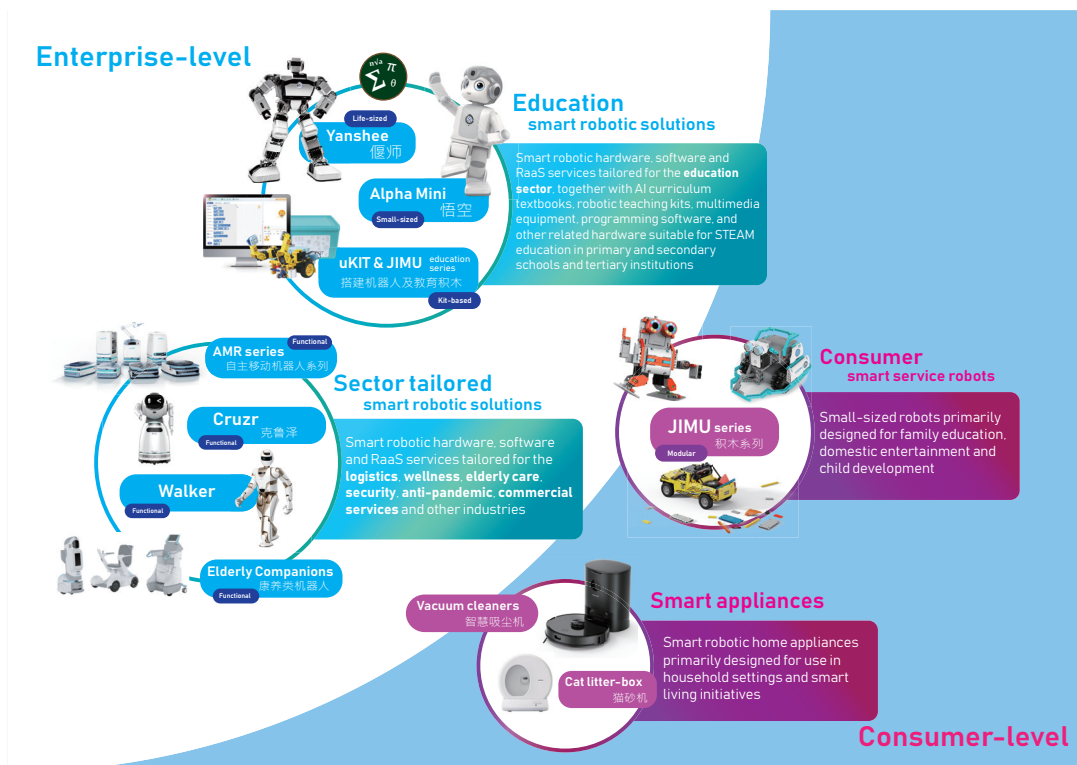 Enterprise-level
n√a
π
Σ
θ
Life-sized
Yanshee
偃师
Alpha Mini
悟空
Small-sized
uKIT & JIMU education series
搭建机器人及教育积木
Kit-based
Education
smart robotic solutions
Smart robotic hardware, software and
RaaS services tailored for the education
sector, together with AI curriculum
textbooks, robotic teaching kits, multimedia
equipment, programming software, and
other related hardware suitable for STEAM
education in primary and secondary
schools and tertiary institutions
Functional
AMR series
自主移动机器人系列
Cruzr
克鲁泽
Functional
Walker
Functional
Elderly Companions
康养类机器人
Functional
Sector tailored
smart robotic solutions
Smart robotic hardware, software
and RaaS services tailored for the
logistics, wellness, elderly care,
security, anti-pandemic, commercial
services and other industries
JIMU series
积木系列
Modular
Consumer
smart service robots
Small-sized robots primarily
designed for family education,
domestic entertainment and
child development
Vacuum cleaners
智慧吸尘机
Cat litter-box
猫砂机
Smart appliances
Smart robotic home appliances
primarily designed for use in
household settings and smart
living initiatives
Consumer-level